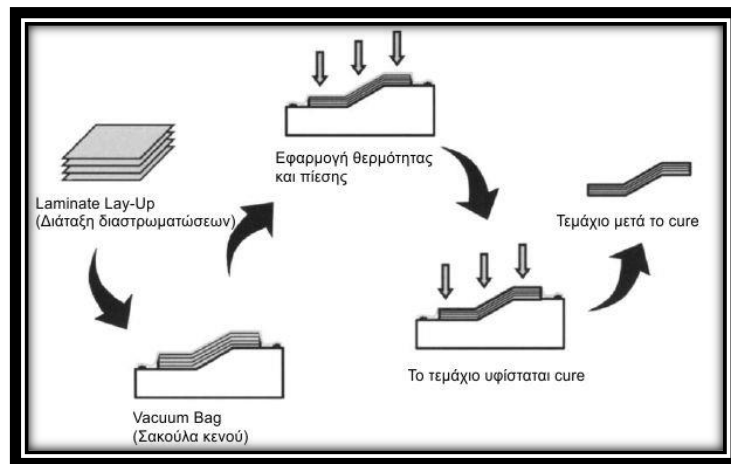 Laminate Lay-Up
(Διάταξη διαστρωματώσεων)
Vacuum Bag
(Σακούλα κενού)
Εφαρμογή θερμότητας
και πίεσης
Το τεμάχιο υφίσταται cure
Τεμάχιο μετά το cure